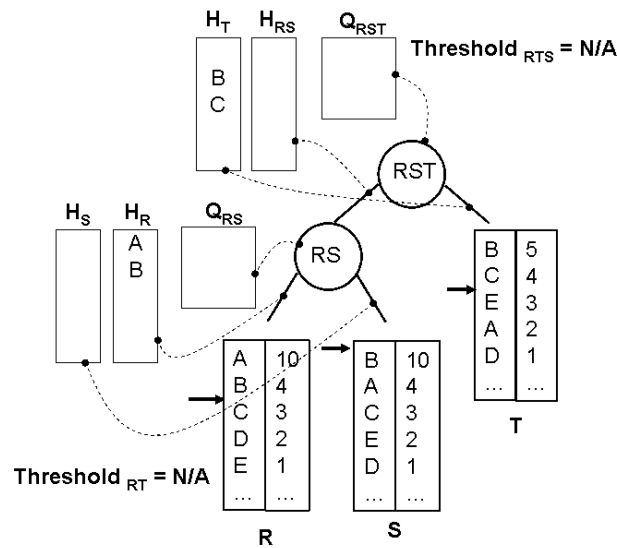 H_T H_RS Q_RST
Threshold _RTS = N/A
B
C
RST
H_S H_R Q_RS
A
B
RS
B 5
C 4
E 3
A 2
D 1
... ...
T
A 10
B 4
C 3
D 2
E 1
... ...
R
B 10
A 4
C 3
E 2
D 1
... ...
S
Threshold _RT = N/A